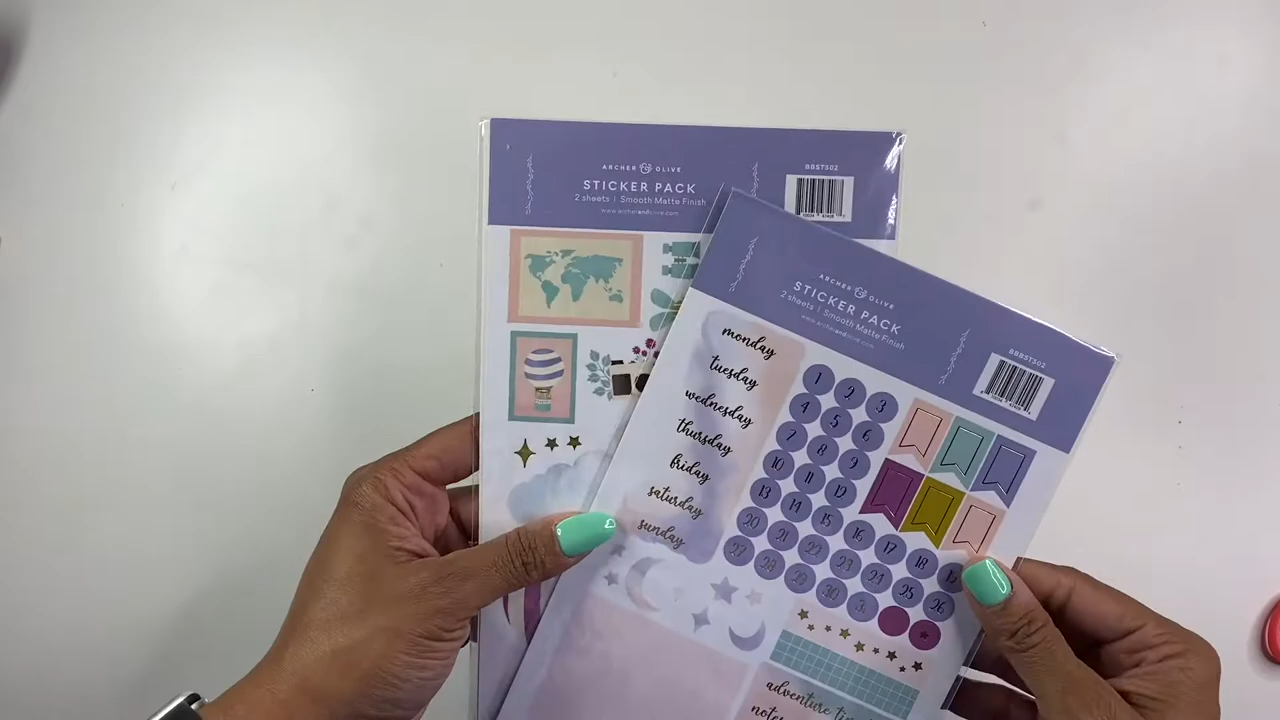 ARCHER & OLIVE
STICKER PACK
2 sheets | Smooth Matte Finish
www.archerandolive.com
BBST502
ARCHER & OLIVE
STICKER PACK
2 sheets | Smooth Matte Finish
www.archerandolive.com
monday
tuesday
wednesday
thursday
friday
saturday
sunday
1 2 3
4 5 6
7 8 9
10 11 12
13 14 15 16 17 18
20 21 22 23 24 25 26
27 28 29 30
adventure
notes